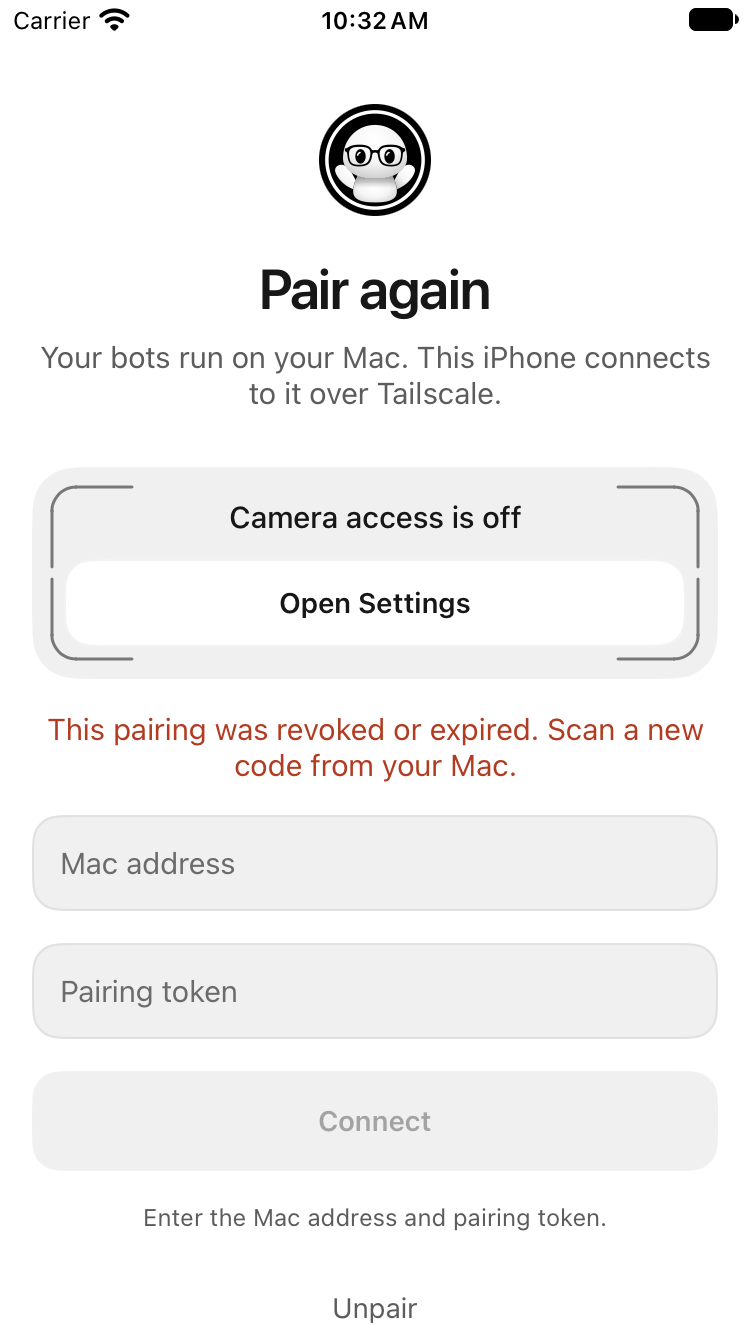 Carrier
10:32 AM
Pair again
Your bots run on your Mac. This iPhone connects
to it over Tailscale.
Camera access is off
Open Settings
This pairing was revoked or expired. Scan a new
code from your Mac.
Mac address
Pairing token
Connect
Enter the Mac address and pairing token.
Unpair